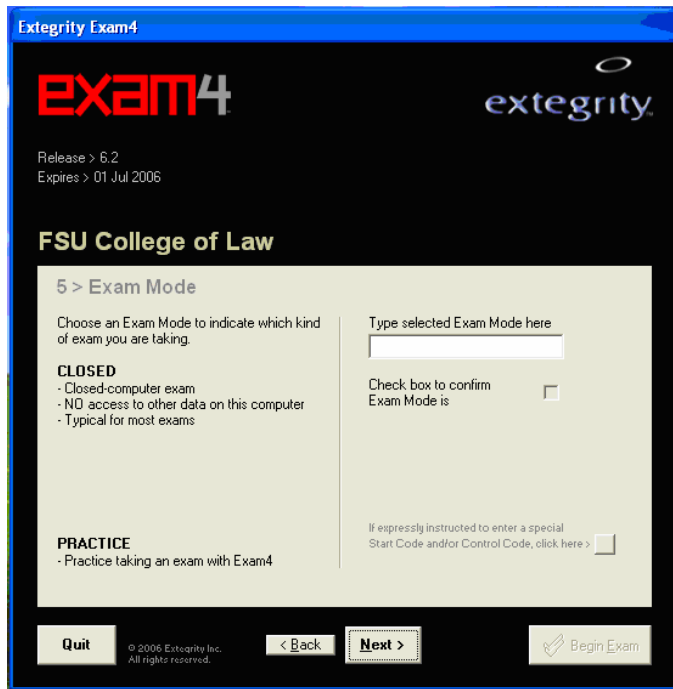 Extegrity Exam4
exam4
extegrity
Release > 6.2
Expires > 01 Jul 2006
FSU College of Law
5 > Exam Mode
Choose an Exam Mode to indicate which kind
of exam you are taking.
CLOSED
- Closed-computer exam
- NO access to other data on this computer
- Typical for most exams
PRACTICE
- Practice taking an exam with Exam4
Type selected Exam Mode here
Check box to confirm
Exam Mode is
If expressly instructed to enter a special
Start Code and/or Control Code, click here >
Quit
© 2006 Extegrity Inc.
All rights reserved.
< Back
Next >
Begin Exam